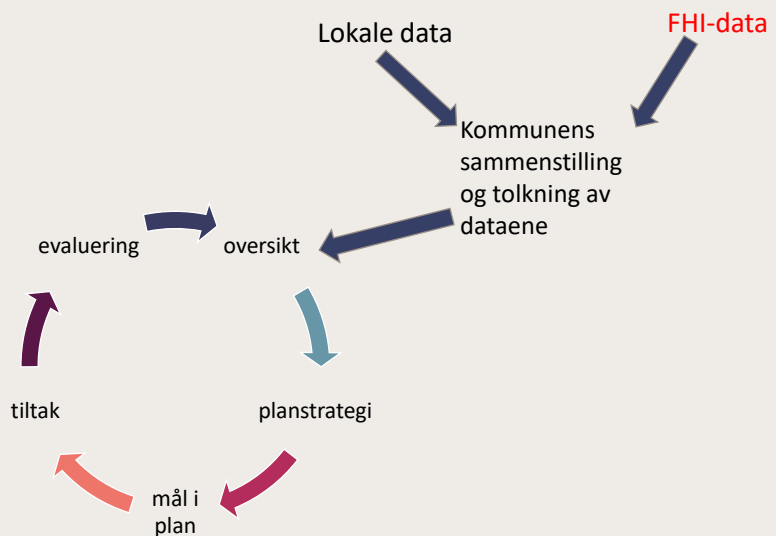 Lokale data
FHI-data
Kommunens
sammenstilling
og tolkning av
dataene
evaluering
oversikt
tiltak
planstrategi
mål i
plan